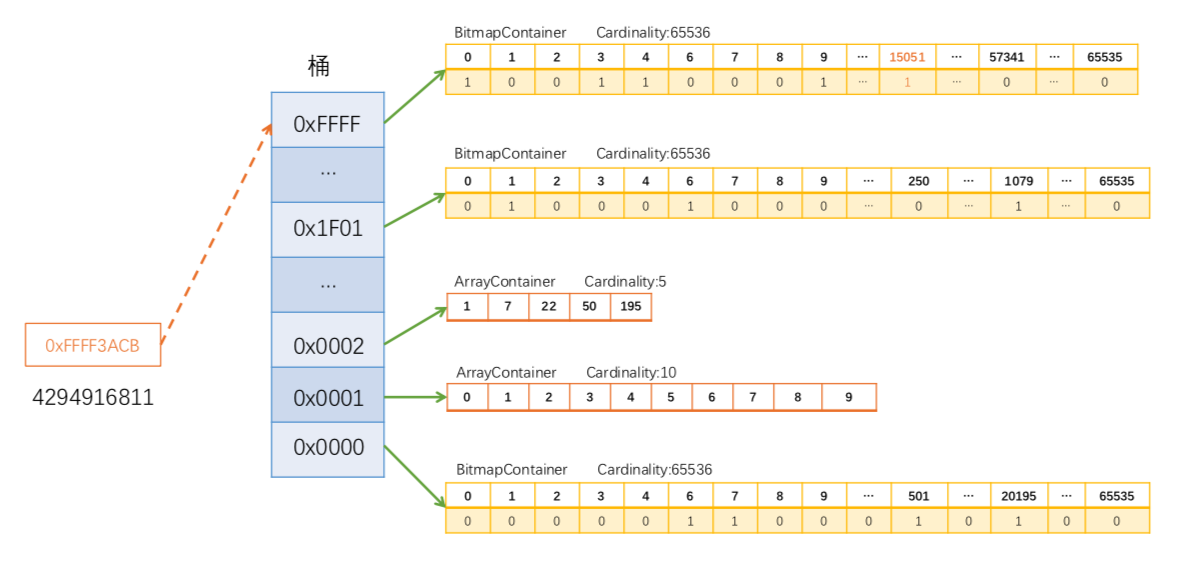 BitmapContainer Cardinality:65536
0 1 2 3 4 6 7 8 9 ... 15051 ... 57341 ... 65535
1 0 0 1 1 0 0 0 1 ... 1 ... 0 ... 0
桶
0xFFFF
...
0x1F01
...
0x0002
0x0001
0x0000
BitmapContainer Cardinality:65536
0 1 2 3 4 6 7 8 9 ... 250 ... 1079 ... 65535
0 1 0 0 0 1 0 0 0 ... 0 ... 1 ... 0
ArrayContainer Cardinality:5
1 7 22 50 195
0xFFFF3ACB
4294916811
ArrayContainer Cardinality:10
0 1 2 3 4 5 6 7 8 9
BitmapContainer Cardinality:65536
0 1 2 3 4 6 7 8 9 ... 501 ... 20195 ... 65535
0 0 0 0 0 1 1 0 0 0 1 0 1 0 0